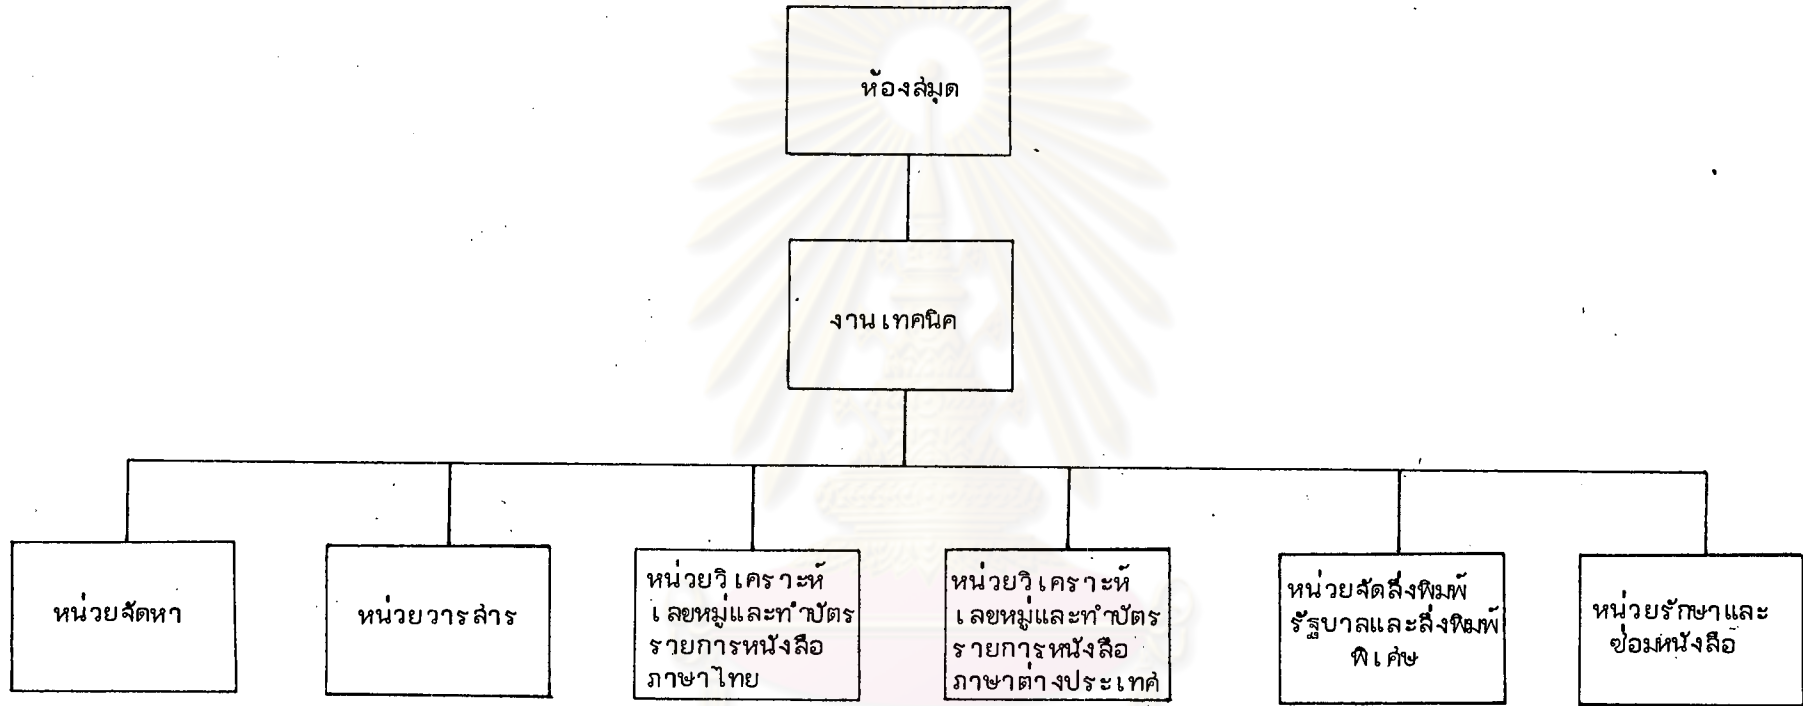 ห้องสมุด
งานเทคนิค
หน่วยจัดหา
หน่วยวารสาร
หน่วยวิเคราะห์
เลขหมู่และทำบัตร
รายการหนังสือ
ภาษาไทย
หน่วยวิเคราะห์
เลขหมู่และทำบัตร
รายการหนังสือ
ภาษาต่างประเทศ
หน่วยจัดสิ่งพิมพ์
รัฐบาลและสิ่งพิมพ์
พิเศษ
หน่วยรักษาและ
ซ่อมหนังสือ